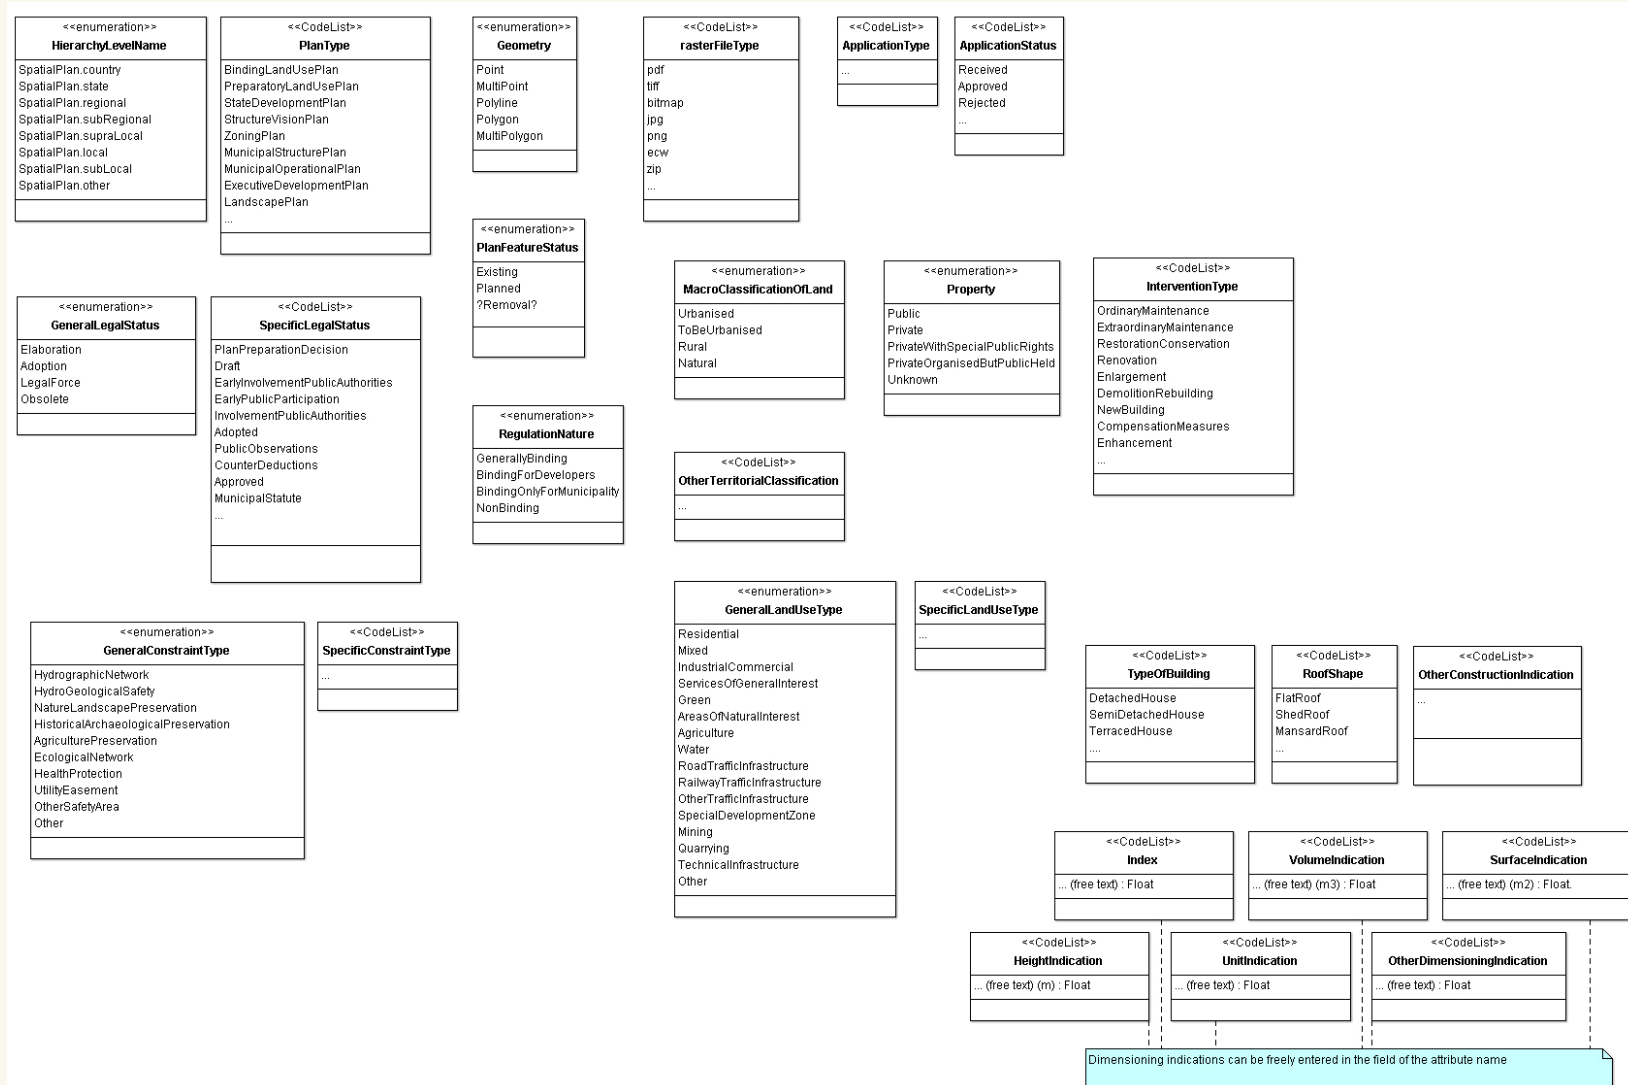 <<enumeration>>
HierarchyLevelName
SpatialPlan.country
SpatialPlan.state
SpatialPlan.regional
SpatialPlan.subRegional
SpatialPlan.supraLocal
SpatialPlan.local
SpatialPlan.subLocal
SpatialPlan.other
<<CodeList>>
PlanType
BindingLandUsePlan
PreparatoryLandUsePlan
StateDevelopmentPlan
StructureVisionPlan
ZoningPlan
MunicipalStructurePlan
MunicipalOperationalPlan
ExecutiveDevelopmentPlan
LandscapePlan
...
<<enumeration>>
Geometry
Point
MultiPoint
Polyline
Polygon
MultiPolygon
<<CodeList>>
rasterFileType
pdf
tiff
bitmap
jpg
png
ecw
zip
...
<<CodeList>>
ApplicationType
...
<<CodeList>>
ApplicationStatus
Received
Approved
Rejected
...
<<enumeration>>
PlanFeatureStatus
Existing
Planned
?Removal?
<<enumeration>>
MacroClassificationOfLand
Urbanised
ToBeUrbanised
Rural
Natural
<<enumeration>>
Property
Public
Private
PrivateWithSpecialPublicRights
PrivateOrganisedButPublicHeld
Unknown
<<CodeList>>
InterventionType
OrdinaryMaintenance
ExtraordinaryMaintenance
RestorationConservation
Renovation
Enlargement
DemolitionRebuilding
NewBuilding
CompensationMeasures
Enhancement
...
<<enumeration>>
GeneralLegalStatus
Elaboration
Adoption
LegalForce
Obsolete
<<CodeList>>
SpecificLegalStatus
PlanPreparationDecision
Draft
EarlyInvolvementPublicAuthorities
EarlyPublicParticipation
InvolvementPublicAuthorities
Adopted
PublicObservations
CounterDeductions
Approved
MunicipalStatute
...
<<enumeration>>
RegulationNature
GenerallyBinding
BindingForDevelopers
BindingOnlyForMunicipality
NonBinding
<<CodeList>>
OtherTerritorialClassification
...
<<enumeration>>
GeneralConstraintType
HydrographicNetwork
HydroGeologicalSafety
NatureLandscapePreservation
HistoricalArchaeologicalPreservation
AgriculturePreservation
EcologicalNetwork
HealthProtection
UtilityEasement
OtherSafetyArea
Other
<<CodeList>>
SpecificConstraintType
...
<<enumeration>>
GeneralLandUseType
Residential
Mixed
IndustrialCommercial
ServicesOfGeneralInterest
Green
AreasOfNaturalInterest
Agriculture
Water
RoadTrafficInfrastructure
RailwayTrafficInfrastructure
OtherTrafficInfrastructure
SpecialDevelopmentZone
Mining
Quarrying
TechnicalInfrastructure
Other
<<CodeList>>
SpecificLandUseType
...
<<CodeList>>
TypeOfBuilding
DetachedHouse
SemiDetachedHouse
TerracedHouse
....
<<CodeList>>
RoofShape
FlatRoof
ShedRoof
MansardRoof
...
<<CodeList>>
OtherConstructionIndication
...
<<CodeList>>
Index
... (free text) : Float
<<CodeList>>
VolumeIndication
... (free text) (m3) : Float
<<CodeList>>
SurfaceIndication
... (free text) (m2) : Float.
<<CodeList>>
HeightIndication
... (free text) (m) : Float
<<CodeList>>
UnitIndication
... (free text) : Float
<<CodeList>>
OtherDimensioningIndication
... (free text) : Float
Dimensioning indications can be freely entered in the field of the attribute name